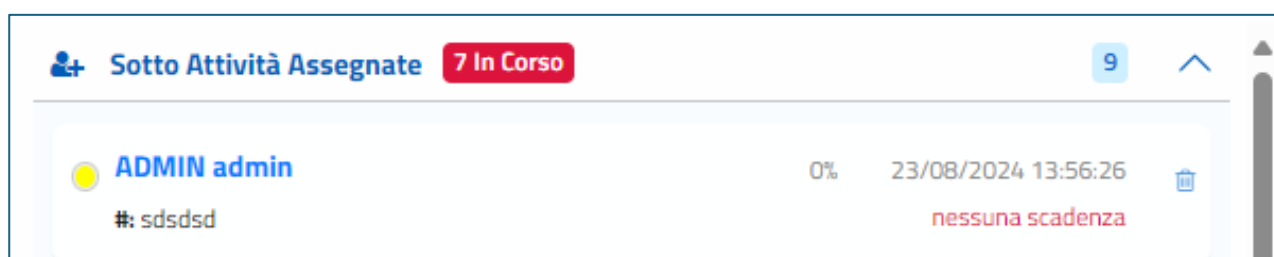 Sotto Attività Assegnate 7 In Corso 9
ADMIN admin 0% 23/08/2024 13:56:26
#: sdsdsd nessuna scadenza